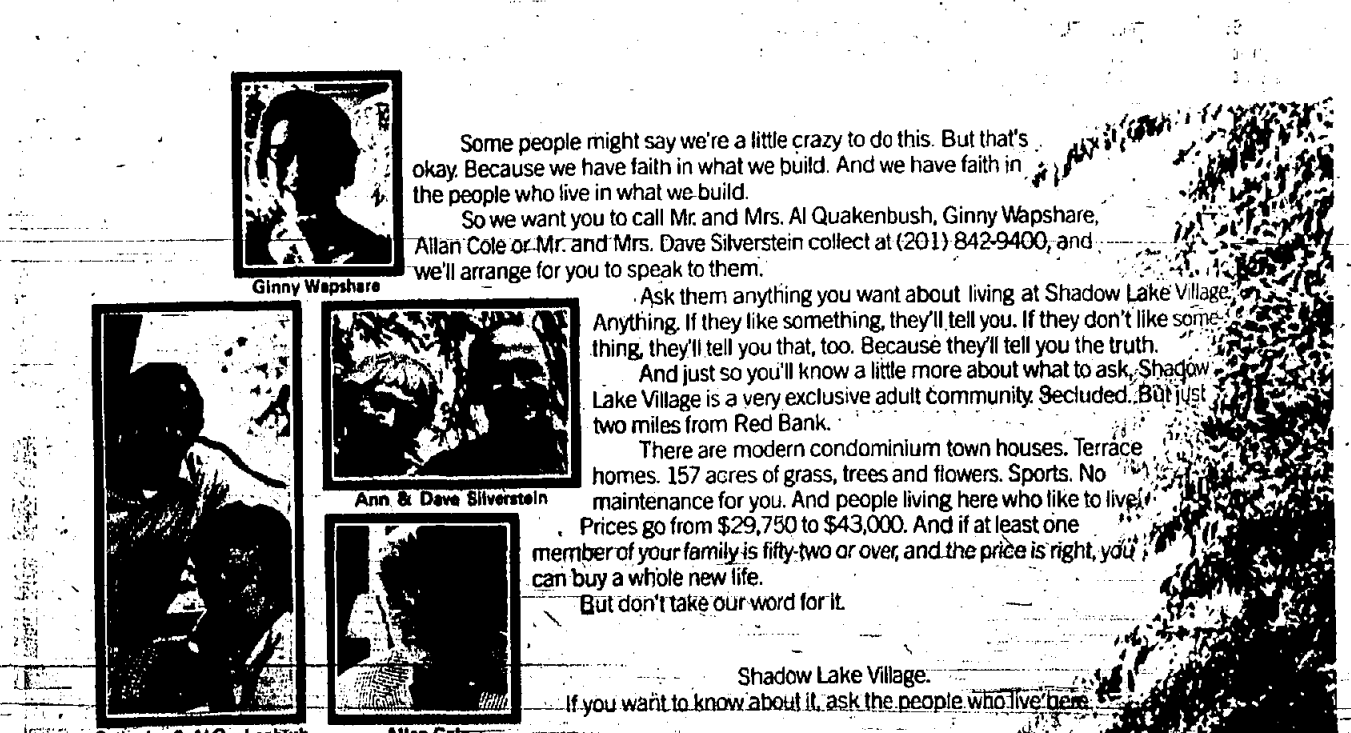 Some people might say we're a little crazy to do this. But that's
okay. Because we have faith in what we build. And we have faith in
the people who live in what we build.
So we want you to call Mr. and Mrs. Al Quakenbush, Ginny Wapshare,
Allan Cole or Mr. and Mrs. Dave Silverstein collect at (201) 842-9400, and
we'll arrange for you to speak to them.
Ginny Wapshare
Ask them anything you want about living at Shadow Lake Village.
Anything. If they like something, they'll tell you. If they don't like some-
thing, they'll tell you that, too. Because they'll tell you the truth.
And just so you'll know a little more about what to ask, Shadow
Lake Village is a very exclusive adult community. Secluded. But just
two miles from Red Bank.
There are modern condominium town houses. Terrace
homes. 157 acres of grass, trees and flowers. Sports. No
maintenance for you. And people living here who like to live.
Ann & Dave Silverstein
Prices go from $29,750 to $43,000. And if at least one
member of your family is fifty-two or over, and the price is right, you
can buy a whole new life.
But don't take our word for it.
Shadow Lake Village.
If you want to know about it, ask the people who live here.
Allan Cole